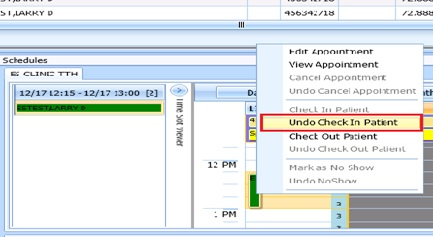 ST,LARRY D 456342718 72.888
Schedules
CLINIC TTH
12/17 12:15 - 12/17 13:00 [2]
ZZTEST,LARRY D
Time Slot Viewer
Da
12 PM
1 PM
3
3
Edit Appointment
View Appointment
Cancel Appointment
Undo Cancel Appointment
Check In Patient
Undo Check In Patient
Check Out Patient
Undo Check Out Patient
Mark as No Show
Undo NoShow